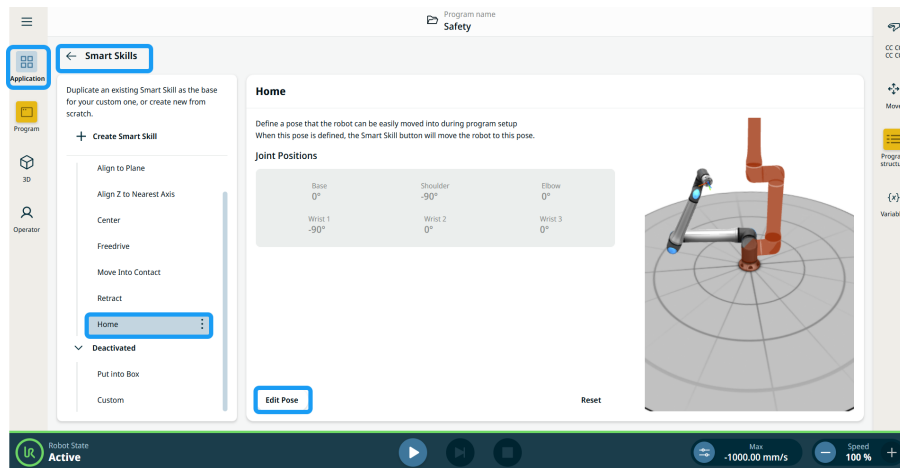 Program name
Safety
Smart Skills
Application
Program
3D
Operator
Duplicate an existing Smart Skill as the base
for your custom one, or create new from
scratch.
Create Smart Skill
Align to Plane
Align Z to Nearest Axis
Center
Freedrive
Move Into Contact
Retract
Home
Deactivated
Put into Box
Custom
Home
Define a pose that the robot can be easily moved into during program setup
When this pose is defined, the Smart Skill button will move the robot to this pose.
Joint Positions
Base Shoulder Elbow
0° -90° 0°
Wrist 1 Wrist 2 Wrist 3
-90° 0° 0°
Edit Pose
Reset
Move
{x}
UR
Robot State
Active
Max
-1000.00 mm/s
Speed
100 %